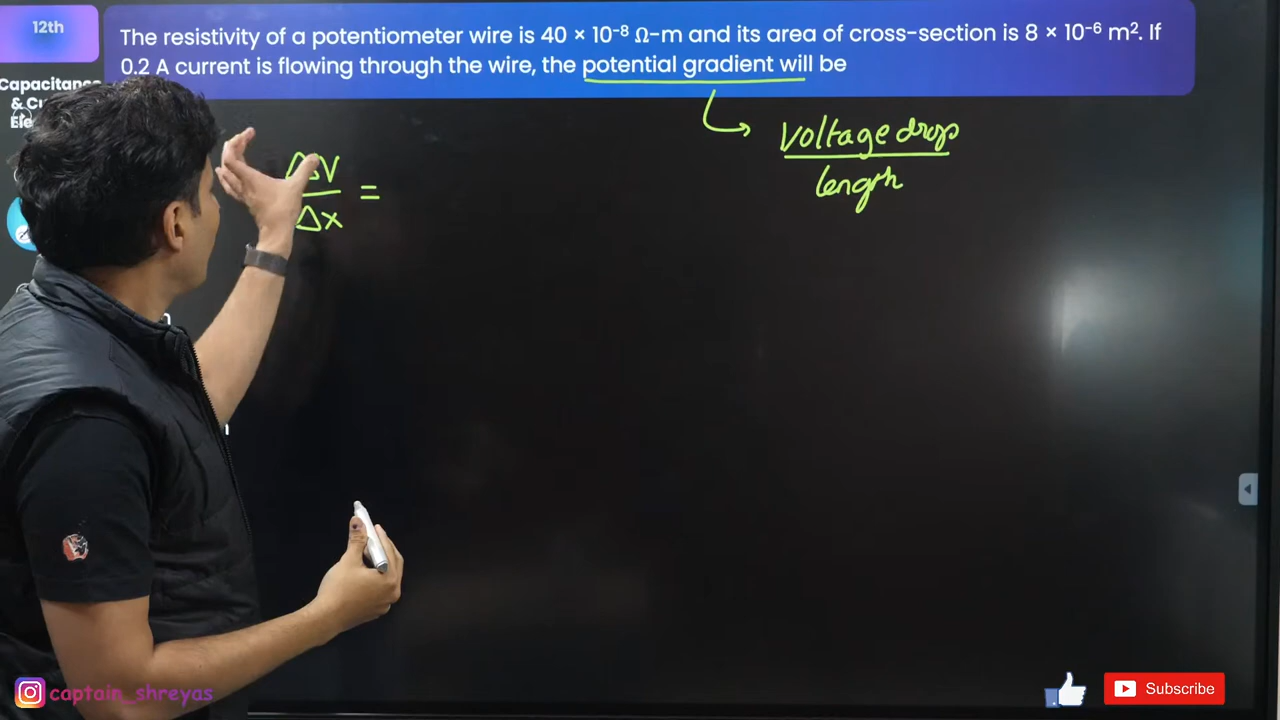 12th
The resistivity of a potentiometer wire is 40 × 10⁻⁸ Ω-m and its area of cross-section is 8 × 10⁻⁶ m². If
0.2 A current is flowing through the wire, the potential gradient will be
Capacitance
&
ΔV
Δx
=
voltage drop
length
captain_shreyas
Subscribe